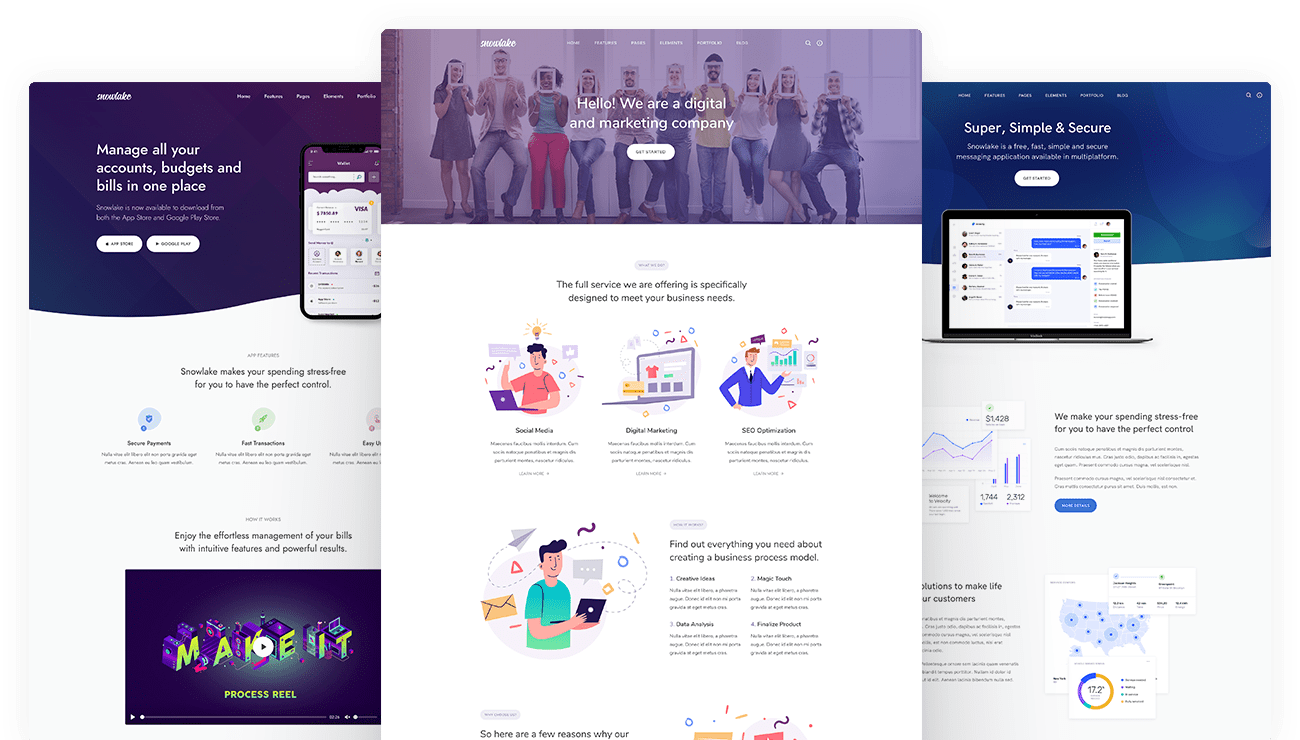 snowlake
Home Features Pages Elements Portfolio
Manage all your
accounts, budgets and
bills in one place
Snowlake is now available to download from
both the App Store and Google Play Store.
APP STORE
GOOGLE PLAY
Wallet
$ 7850.89
VISA
APP FEATURES
Snowlake makes your spending stress-free
for you to have the perfect control.
Secure Payments
Nulla vitae elit libero elit non porta gravida eget
metus cras. Aenean eu leo quam vestibulum.
Fast Transactions
Nulla vitae elit libero elit non porta gravida eget
metus cras. Aenean eu leo quam vestibulum.
Easy U
Nulla vitae elit
metus cras.
HOW IT WORKS
Enjoy the effortless management of your bills
with intuitive features and powerful results.
MAKE IT
PROCESS REEL
02:26
snowlake
HOME FEATURES PAGES ELEMENTS PORTFOLIO BLOG
Hello! We are a digital
and marketing company
GET STARTED
WHAT WE DO?
The full service we are offering is specifically
designed to meet your business needs.
Social Media
Maecenas faucibus mollis interdum. Cum
sociis natoque penatibus et magnis dis
parturient montes, nascetur ridiculus.
LEARN MORE
Digital Marketing
Maecenas faucibus mollis interdum. Cum
sociis natoque penatibus et magnis dis
parturient montes, nascetur ridiculus.
LEARN MORE
SEO Optimization
Maecenas faucibus mollis interdum. Cum
sociis natoque penatibus et magnis dis
parturient montes, nascetur ridiculus.
LEARN MORE
HOW IT WORKS?
Find out everything you need about
creating a business process model.
1. Creative Ideas
Nulla vitae elit libero, a pharetra
augue. Donec id elit non mi porta
gravida at eget metus cras.
2. Magic Touch
Nulla vitae elit libero, a pharetra
augue. Donec id elit non mi porta
gravida at eget metus cras.
3. Data Analysis
Nulla vitae elit libero, a pharetra
augue. Donec id elit non mi porta
gravida at eget metus cras.
4. Finalize Product
Nulla vitae elit libero, a pharetra
augue. Donec id elit non mi porta
gravida at eget metus cras.
WHY CHOOSE US?
So here are a few reasons why our
HOME FEATURES PAGES ELEMENTS PORTFOLIO BLOG
Super, Simple & Secure
Snowlake is a free, fast, simple and secure
messaging application available in multiplatform.
GET STARTED
$1,428
Welcome
to Velocity
1,744
2,312
We make your spending stress-free
for you to have the perfect control
Cum sociis natoque penatibus et magnis dis parturient montes,
nascetur ridiculus mus. Cras justo odio, dapibus ac facilisis in, egestas
eget quam. Praesent commodo cursus magna, vel scelerisque nisl.
Praesent commodo cursus magna, vel scelerisque nisl consectetur et.
Cras mattis consectetur purus sit amet. Duis mollis, est non.
MORE DETAILS
olutions to make life
ur customers
17.2°